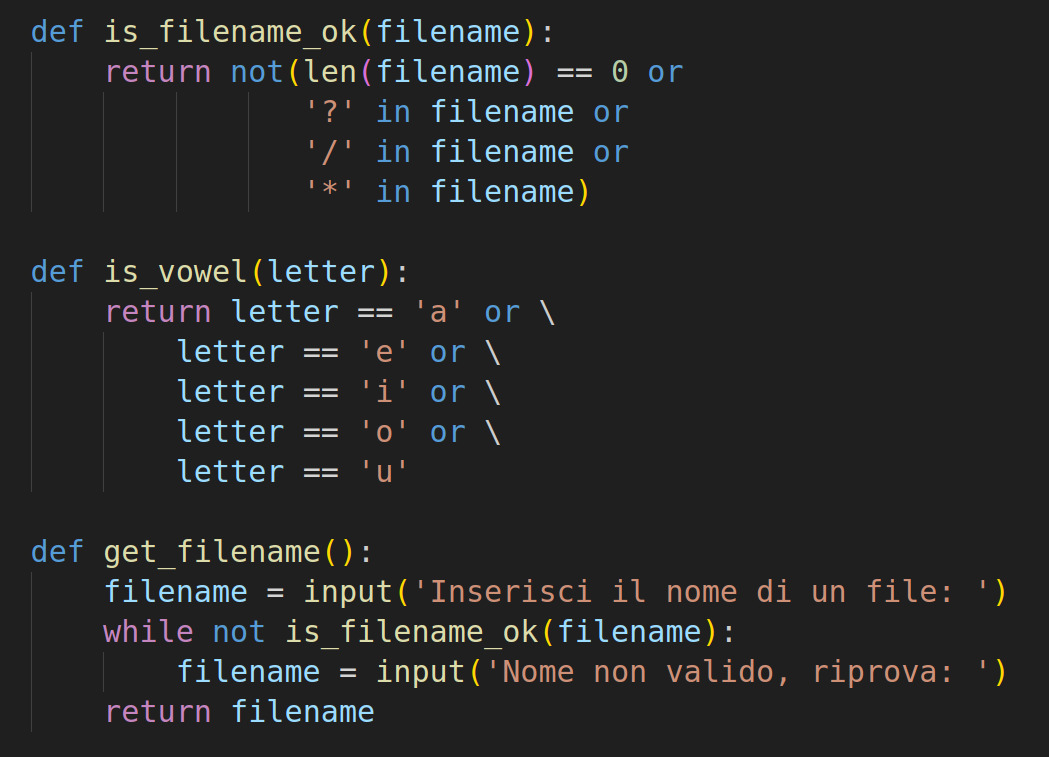 def is_filename_ok(filename):
    return not(len(filename) == 0 or
               '?' in filename or
               '/' in filename or
               '*' in filename)

def is_vowel(letter):
    return letter == 'a' or \
        letter == 'e' or \
        letter == 'i' or \
        letter == 'o' or \
        letter == 'u'

def get_filename():
    filename = input('Inserisci il nome di un file: ')
    while not is_filename_ok(filename):
        filename = input('Nome non valido, riprova: ')
    return filename